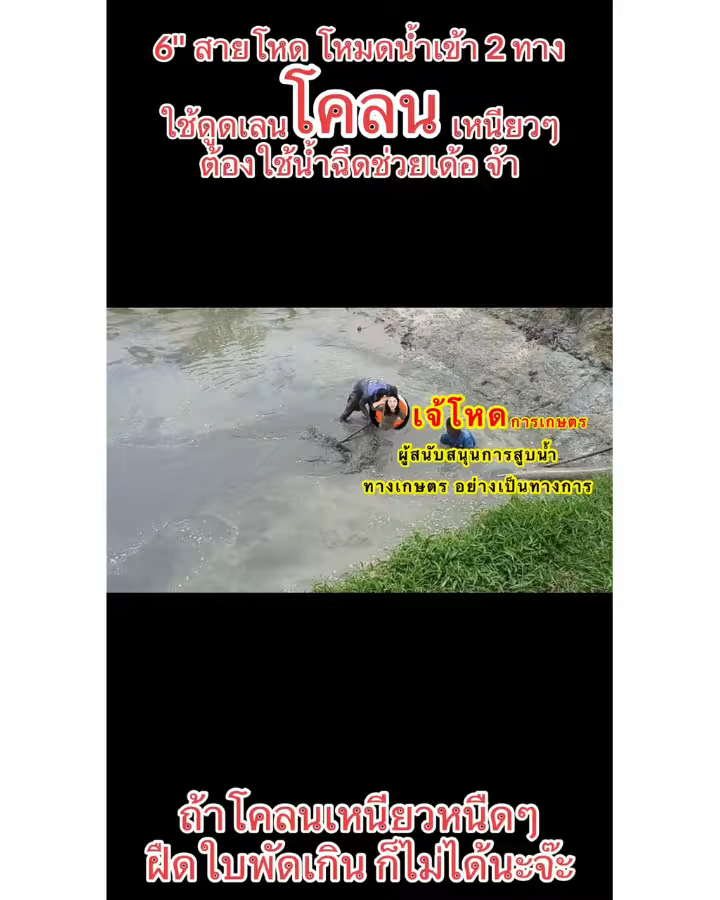 6" สายโหด โหมดน้ำเข้า 2 ทาง
ใช้ดูดเลนโคลน เหนียวๆ
ต้องใช้น้ำฉีดช่วยเด้อ จ้า
เจ้โหดการเกษตร
ผู้สนับสนุนการสูบน้ำ
ทางเกษตร อย่างเป็นทางการ
ถ้าโคลนเหนียวหนืดๆ
ฝืดใบพัดเกิน ก็ไม่ได้นะจ๊ะ